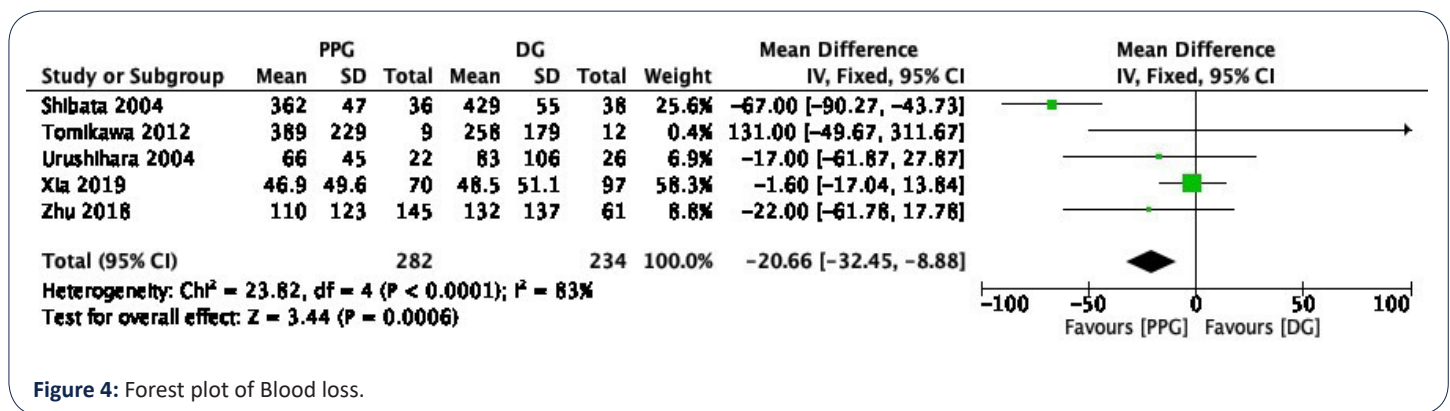 PPG DG Mean Difference Mean Difference
Study or Subgroup Mean SD Total Mean SD Total Weight IV, Fixed, 95% CI IV, Fixed, 95% CI
Shibata 2004 362 47 36 429 55 38 25.6% −67.00 [−90.27, −43.73]
Tomikawa 2012 389 229 9 258 179 12 0.4% 131.00 [−49.67, 311.67]
Urushihara 2004 66 45 22 83 106 26 6.9% −17.00 [−61.87, 27.87]
Xia 2019 46.9 49.6 70 48.5 51.1 97 58.3% −1.60 [−17.04, 13.84]
Zhu 2018 110 123 145 132 137 61 8.8% −22.00 [−61.78, 17.78]
Total (95% CI) 282 234 100.0% −20.66 [−32.45, −8.88]
Heterogeneity: Chi² = 23.82, df = 4 (P < 0.0001); I² = 83%
Test for overall effect: Z = 3.44 (P = 0.0006)
−100 −50 0 50 100
Favours [PPG] Favours [DG]
Figure 4: Forest plot of Blood loss.